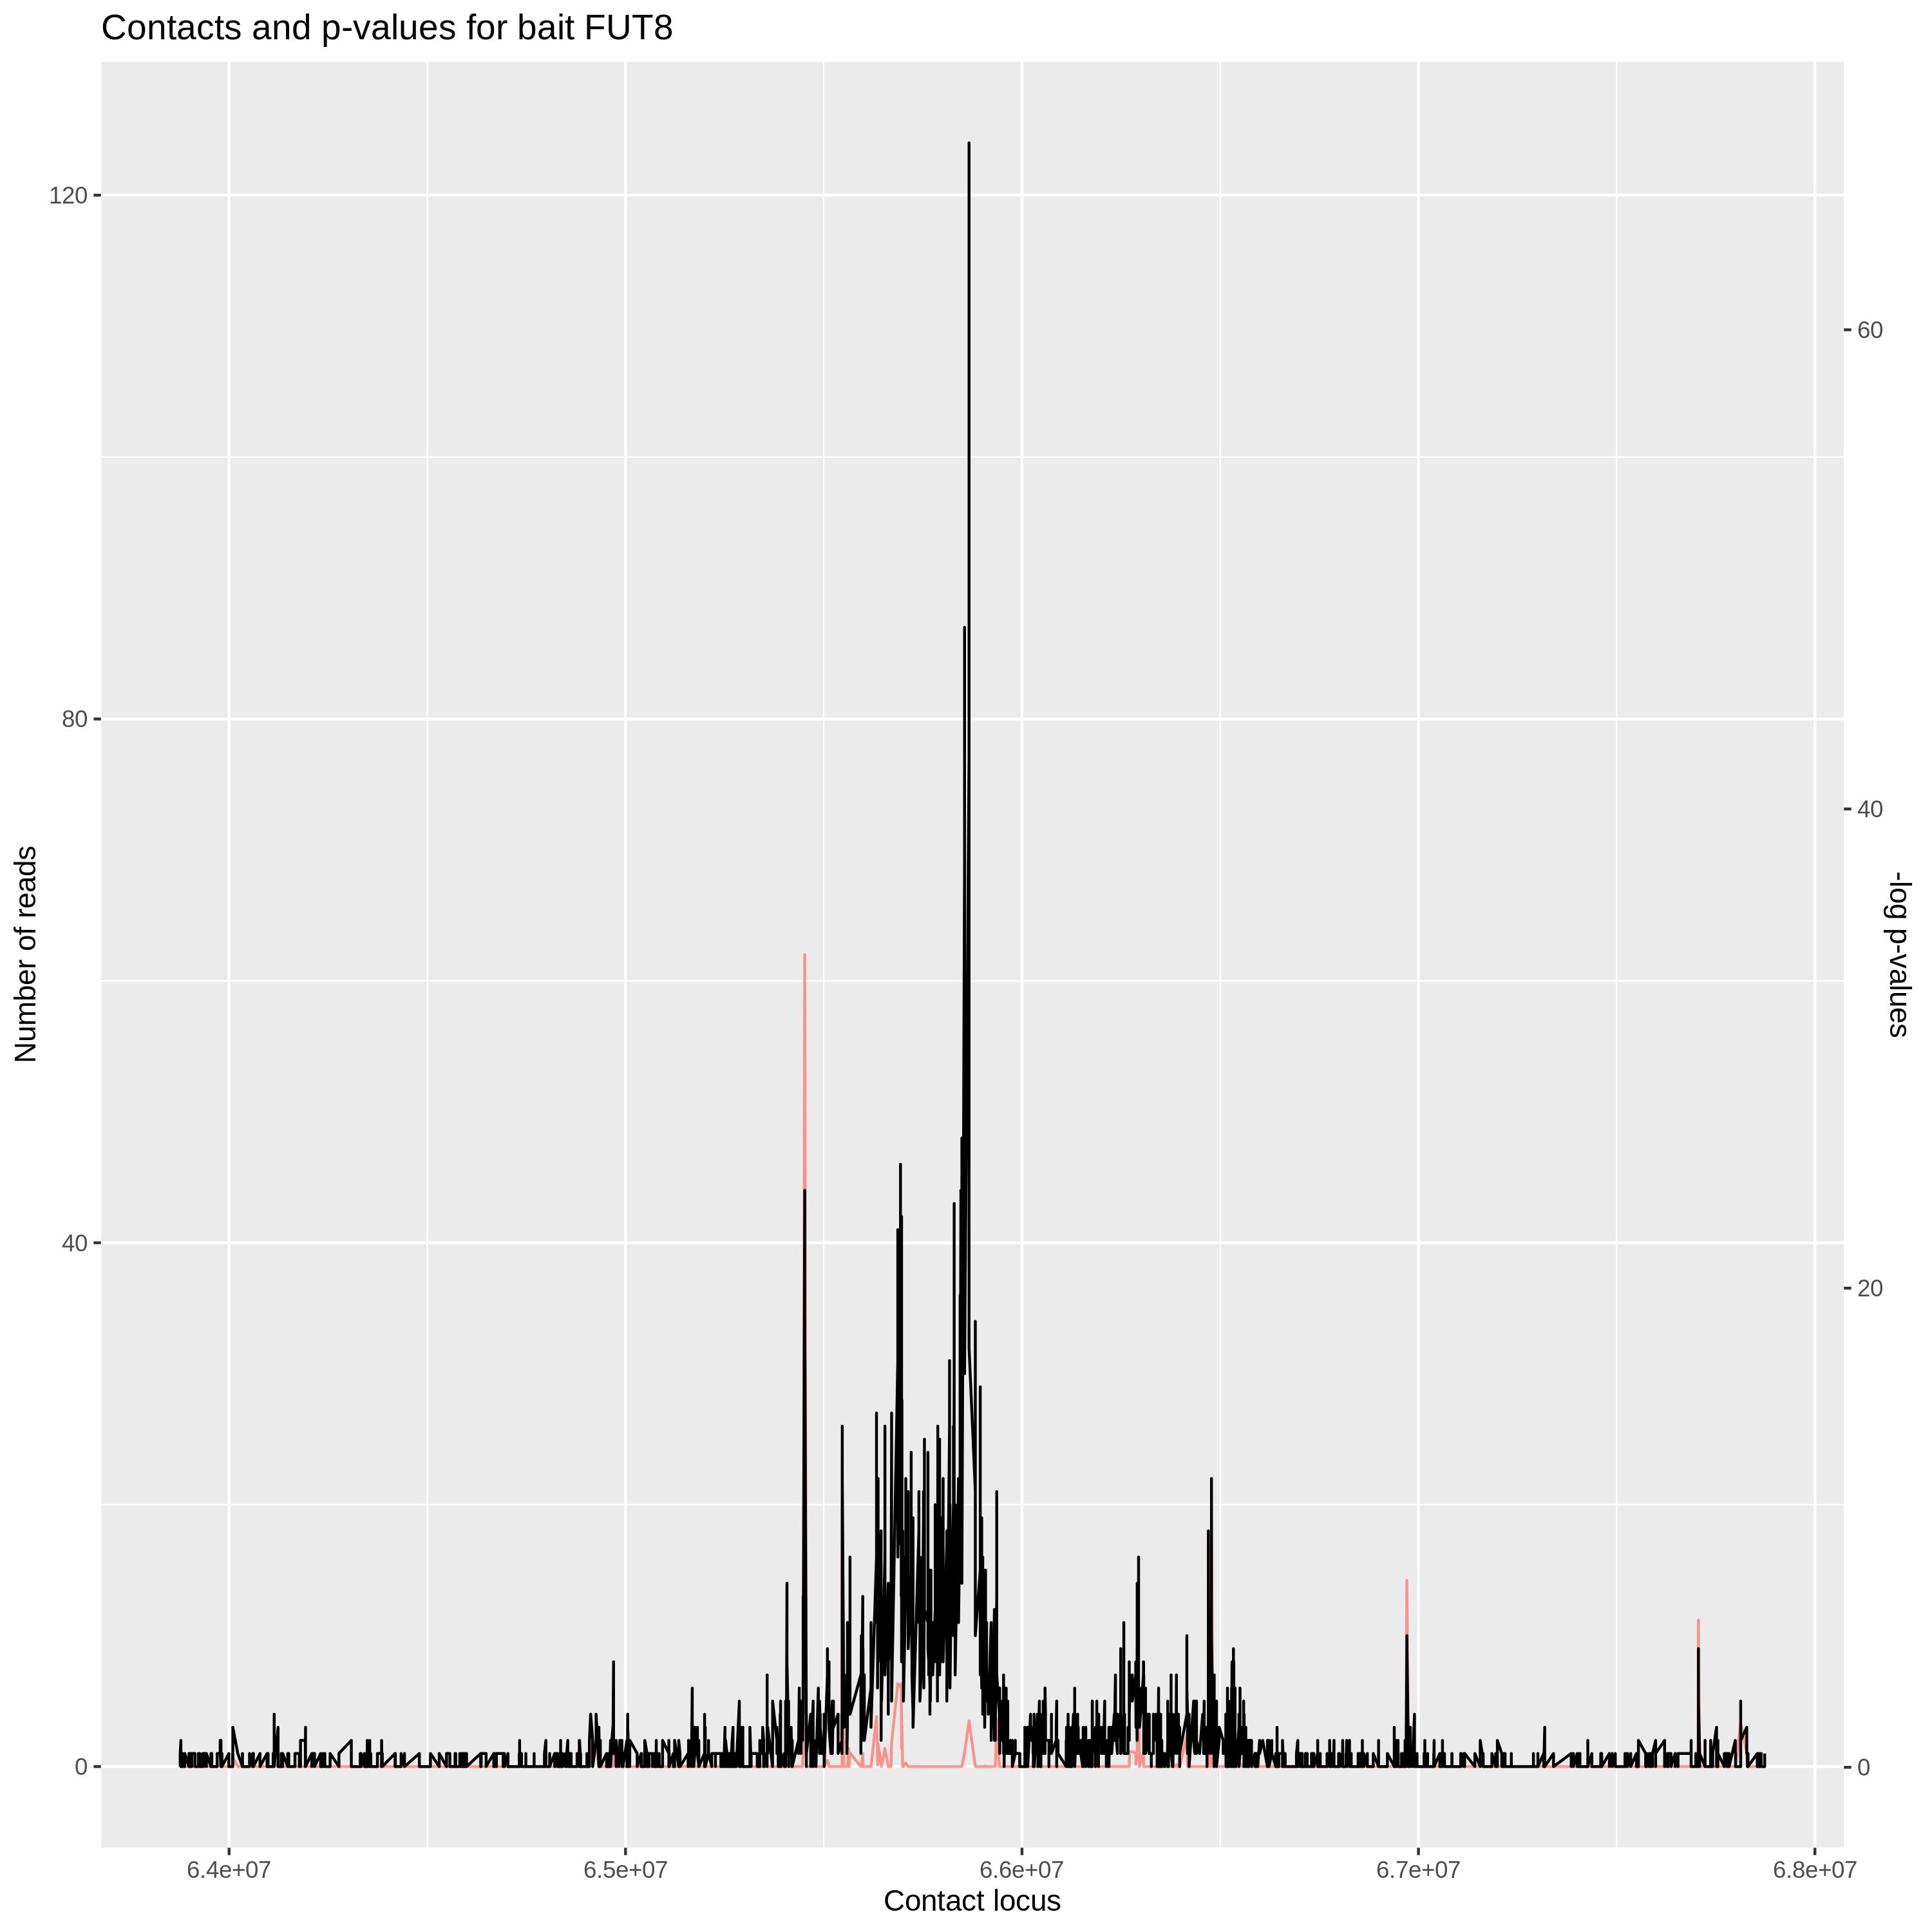 Contacts and p-values for bait FUT8
120
80
40
0
Number of reads
60
40
20
0
-log p-values
6.4e+07 6.5e+07 6.6e+07 6.7e+07 6.8e+07
Contact locus